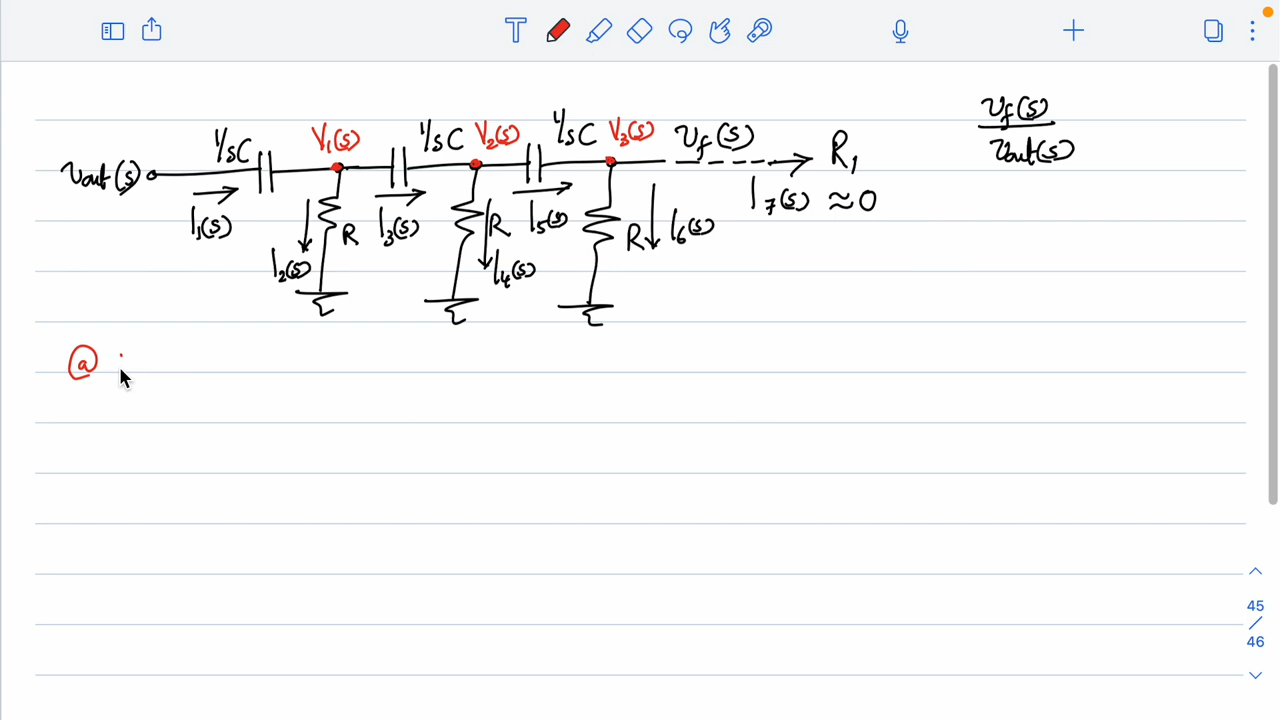 T
1/sC V₁(s) 1/sC V₂(s) 1/sC V₃(s) Vf(s) R₁
Vout(s)
I₁(s) I₂(s) R I₃(s) R I₄(s) I₅(s) R I₆(s) I₇(s) ≈ 0
Vf(s)
Vout(s)
ⓐ
45
/
46